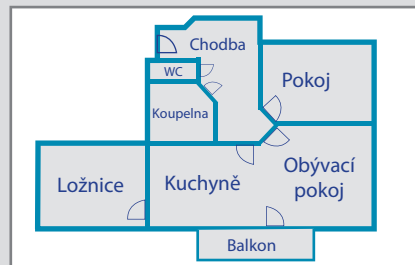 Chodba
WC
Pokoj
Koupelna
Ložnice
Kuchyně
Obývací
pokoj
Balkon